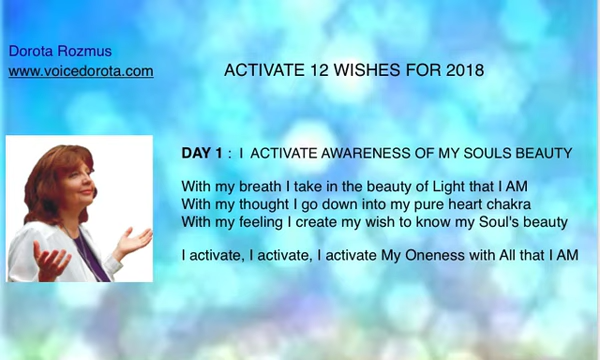 Dorota Rozmus
www.voicedorota.com
ACTIVATE 12 WISHES FOR 2018
DAY 1 : I ACTIVATE AWARENESS OF MY SOULS BEAUTY
With my breath I take in the beauty of Light that I AM
With my thought I go down into my pure heart chakra
With my feeling I create my wish to know my Soul's beauty
I activate, I activate, I activate My Oneness with All that I AM